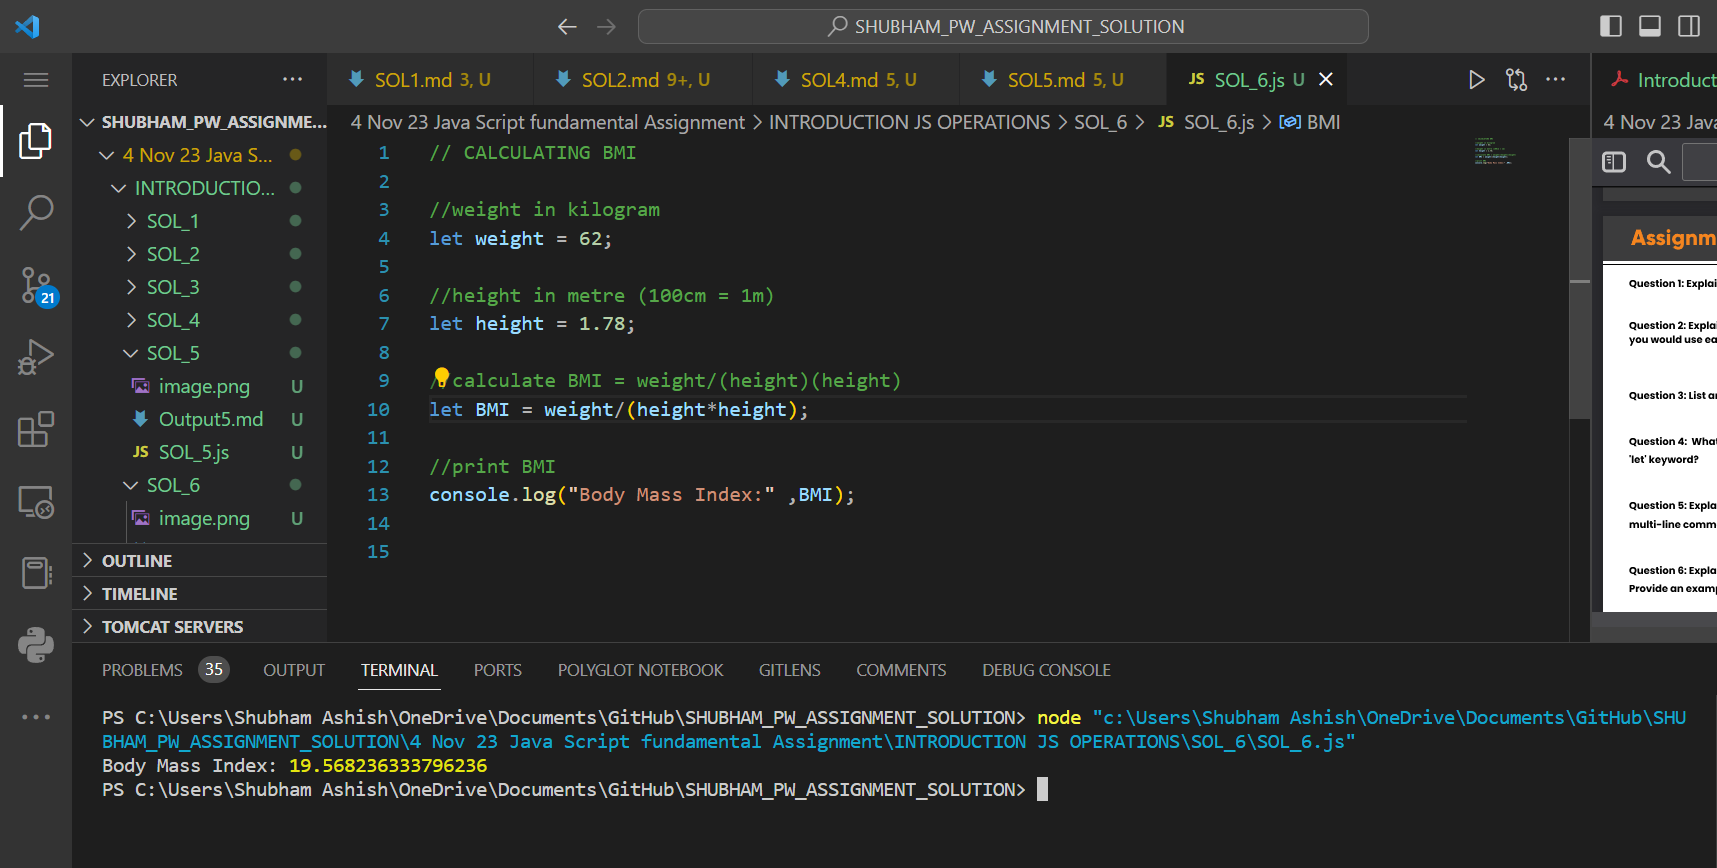 SHUBHAM_PW_ASSIGNMENT_SOLUTION
EXPLORER
SHUBHAM_PW_ASSIGNME...
4 Nov 23 Java S...
INTRODUCTIO...
SOL_1
SOL_2
SOL_3
SOL_4
SOL_5
image.png U
Output5.md U
JS SOL_5.js U
SOL_6
image.png U
OUTLINE
TIMELINE
TOMCAT SERVERS
21
SOL1.md 3, U SOL2.md 9+, U SOL4.md 5, U SOL5.md 5, U JS SOL_6.js U
4 Nov 23 Java Script fundamental Assignment > INTRODUCTION JS OPERATIONS > SOL_6 > JS SOL_6.js > BMI
1 // CALCULATING BMI
2
3 //weight in kilogram
4 let weight = 62;
5
6 //height in metre (100cm = 1m)
7 let height = 1.78;
8
9 /calculate BMI = weight/(height)(height)
10 let BMI = weight/(height*height);
11
12 //print BMI
13 console.log("Body Mass Index:" ,BMI);
14
15
Introduct
4 Nov 23 Java
Assignm
Question 1: Explai
Question 2: Explai
you would use ea
Question 3: List a
Question 4: What
'let' keyword?
Question 5: Expla
multi-line comm
Question 6: Expla
Provide an examp
PROBLEMS 35 OUTPUT TERMINAL PORTS POLYGLOT NOTEBOOK GITLENS COMMENTS DEBUG CONSOLE
PS C:\Users\Shubham Ashish\OneDrive\Documents\GitHub\SHUBHAM_PW_ASSIGNMENT_SOLUTION> node "c:\Users\Shubham Ashish\OneDrive\Documents\GitHub\SHU
BHAM_PW_ASSIGNMENT_SOLUTION\4 Nov 23 Java Script fundamental Assignment\INTRODUCTION JS OPERATIONS\SOL_6\SOL_6.js"
Body Mass Index: 19.568236333796236
PS C:\Users\Shubham Ashish\OneDrive\Documents\GitHub\SHUBHAM_PW_ASSIGNMENT_SOLUTION>